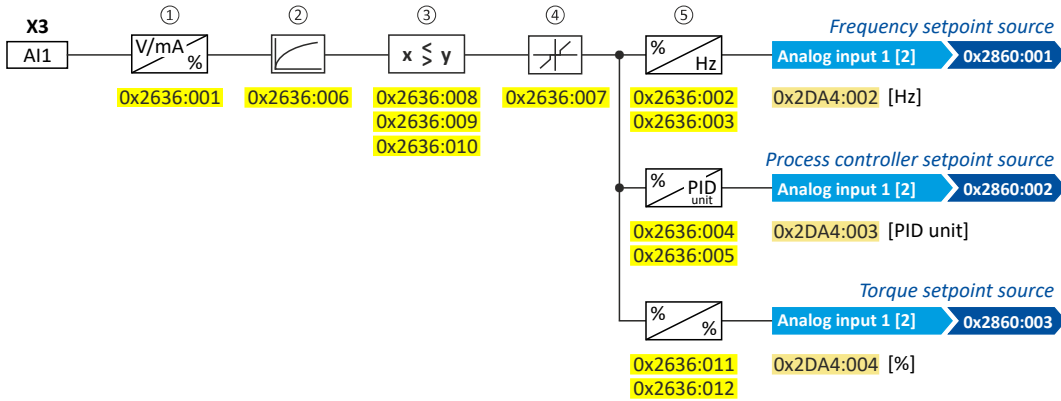 ① ② ③ ④ ⑤
X3
AI1
V/mA
%
x ≶ y
%
Hz
Frequency setpoint source
Analog input 1 [2] 0x2860:001
0x2636:001 0x2636:006 0x2636:008 0x2636:007 0x2636:002 0x2DA4:002 [Hz]
0x2636:009 0x2636:003
0x2636:010
Process controller setpoint source
%
PID
unit
Analog input 1 [2] 0x2860:002
0x2636:004 0x2DA4:003 [PID unit]
0x2636:005
Torque setpoint source
%
%
Analog input 1 [2] 0x2860:003
0x2636:011 0x2DA4:004 [%]
0x2636:012